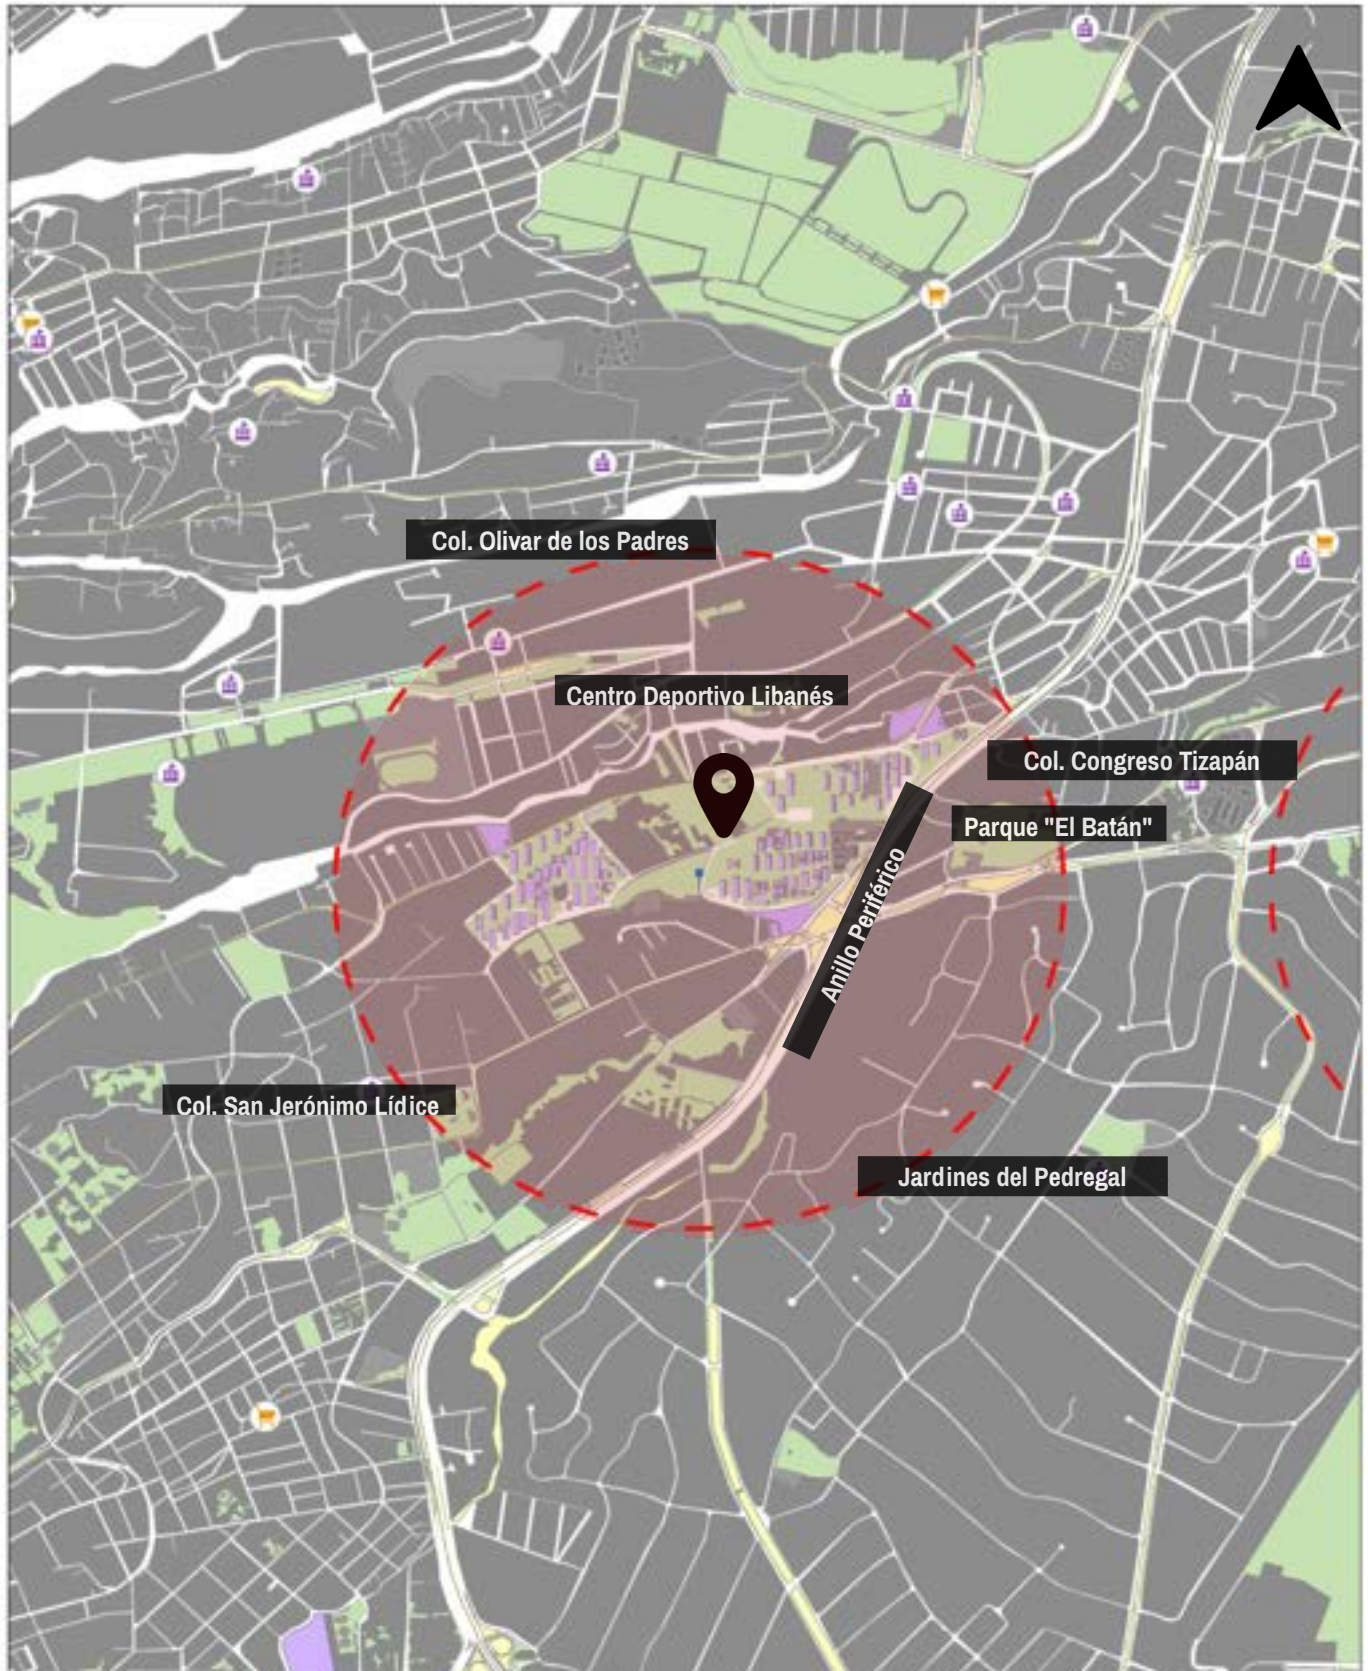 Col. Olivar de los Padres
Centro Deportivo Libanés
Col. Congreso Tizapán
Parque "El Batán"
Anillo Periférico
Col. San Jerónimo Lídice
Jardines del Pedregal